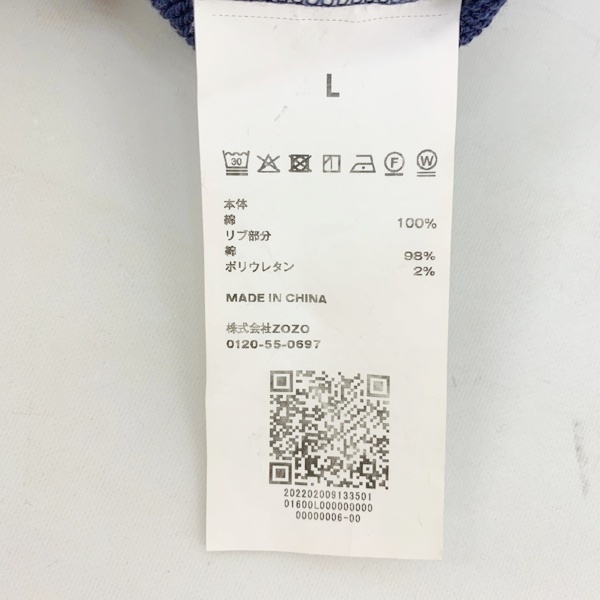 L
30
F
W
本体
綿 100%
リブ部分
綿 98%
ポリウレタン 2%
MADE IN CHINA
株式会社ZOZO
0120-55-0697
202202009133501
01600L000000000
00000006-00